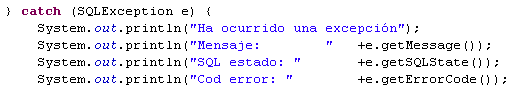 } catch (SQLException e) {
    System.out.println("Ha ocurrido una excepción");
    System.out.println("Mensaje:        "   +e.getMessage());
    System.out.println("SQL estado: "       +e.getSQLState());
    System.out.println("Cod error: "        +e.getErrorCode());